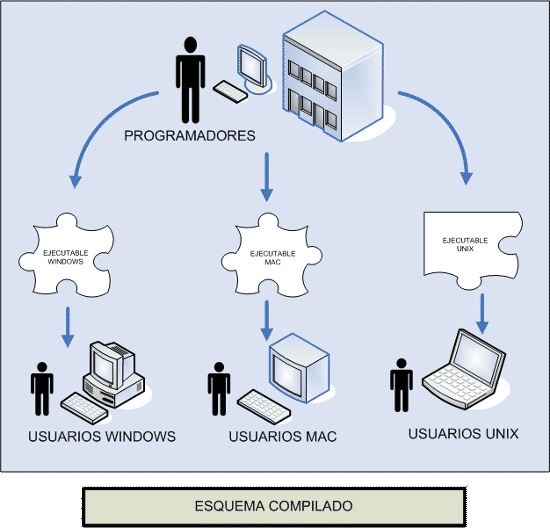 PROGRAMADORES
EJECUTABLE
WINDOWS
EJECUTABLE
MAC
EJECUTABLE
UNIX
USUARIOS WINDOWS
USUARIOS MAC
USUARIOS UNIX
ESQUEMA COMPILADO